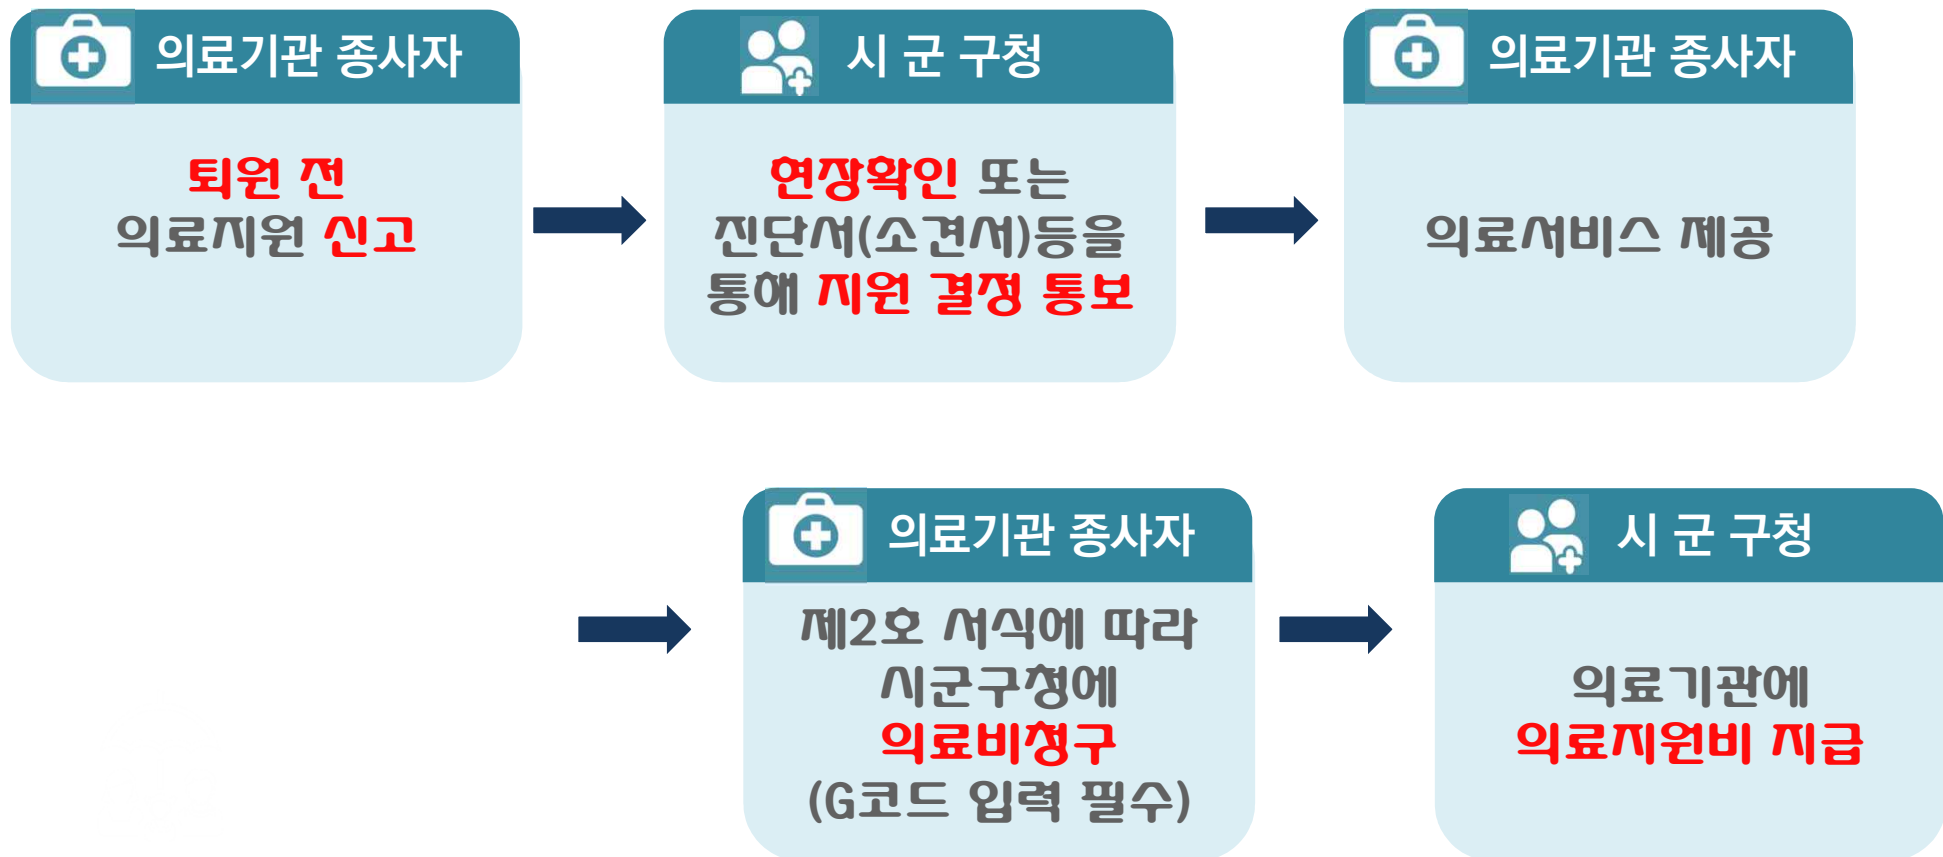 의료기관 종사자
퇴원 전
의료지원 신고
시 군 구청
현장확인 또는
진단서(소견서)등을
통해 지원 결정 통보
의료기관 종사자
의료서비스 제공
의료기관 종사자
제2호 서식에 따라
시군구청에
의료비청구
(G코드 입력 필수)
시 군 구청
의료기관에
의료지원비 지급